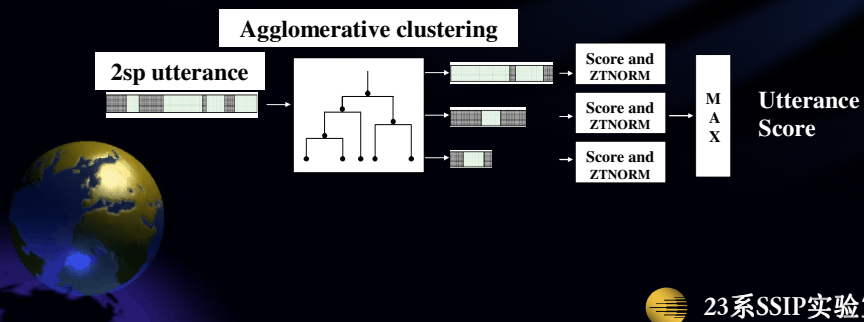 Agglomerative clustering
2sp utterance
Score and
ZTNORM
Score and
ZTNORM
Score and
ZTNORM
M
A
X
Utterance
Score
23系SSIP实验